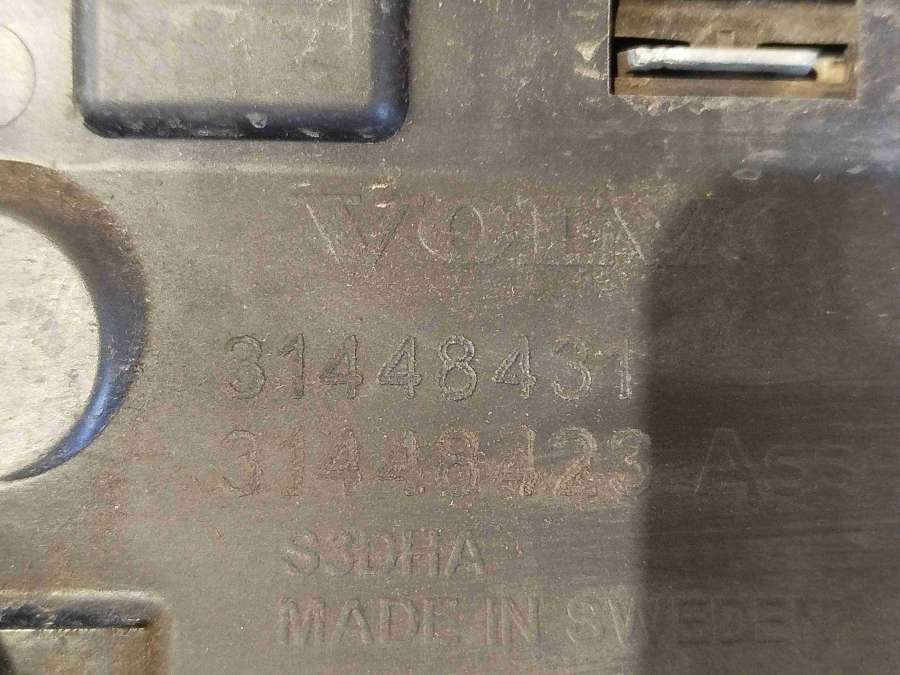 VOLVO
31448431
31448423 Ass
S3DHA
MADE IN SWEDEN